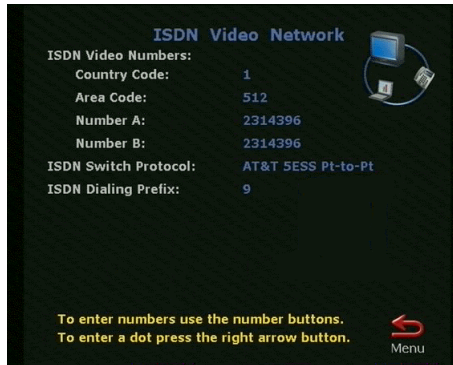 ISDN Video Network
ISDN Video Numbers:
Country Code: 1
Area Code: 512
Number A: 2314396
Number B: 2314396
ISDN Switch Protocol: AT&T 5ESS Pt-to-Pt
ISDN Dialing Prefix: 9
To enter numbers use the number buttons.
To enter a dot press the right arrow button.
Menu